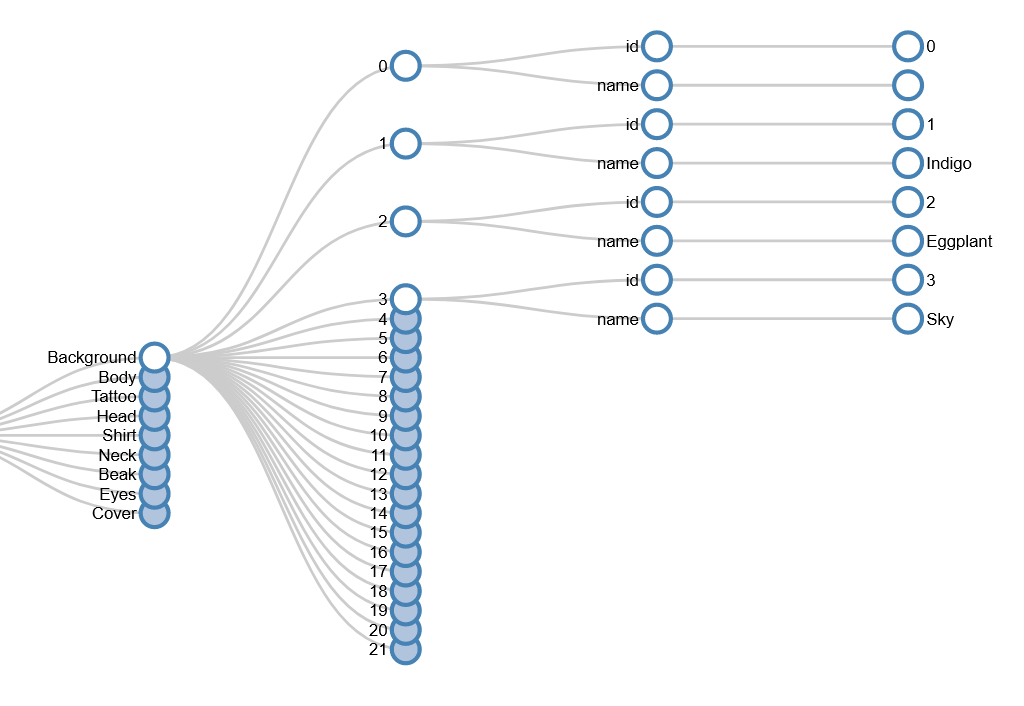 Background
Body
Tattoo
Head
Shirt
Neck
Beak
Eyes
Cover
0
1
2
3
4
5
6
7
8
9
10
11
12
13
14
15
16
17
18
19
20
21
id
name
id
name
id
name
id
name
0
1
Indigo
2
Eggplant
3
Sky